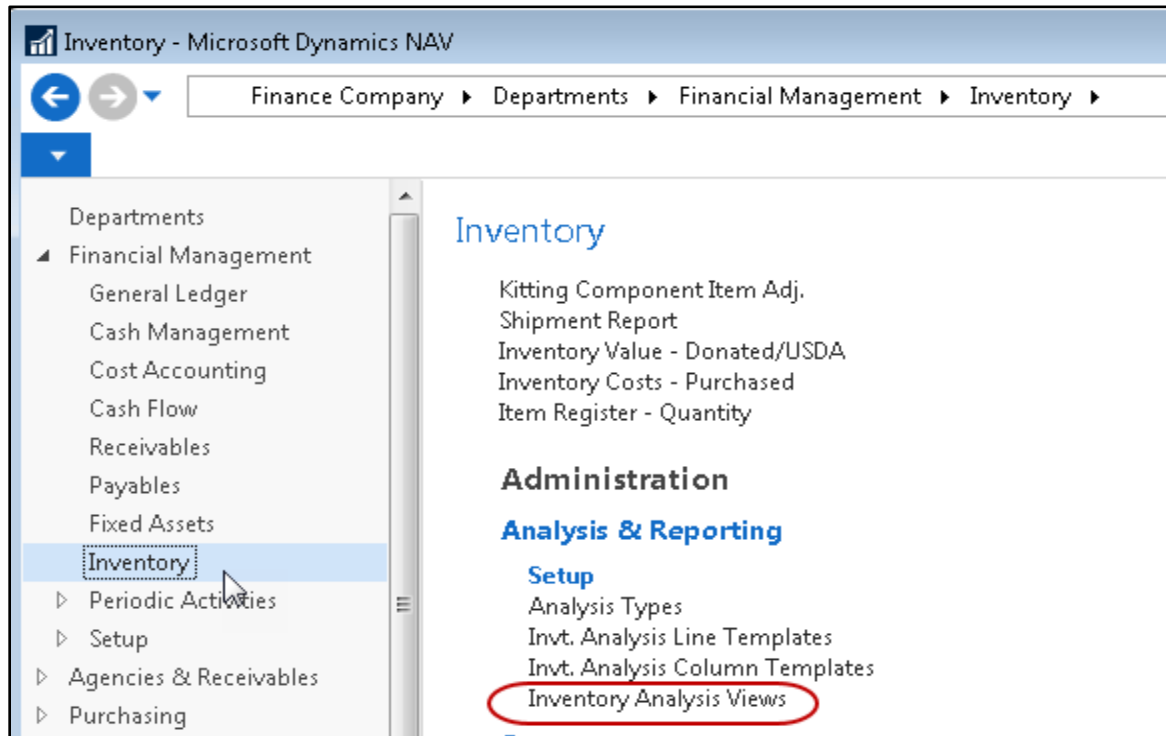 Inventory - Microsoft Dynamics NAV
Finance Company ▸ Departments ▸ Financial Management ▸ Inventory ▸
Departments
Financial Management
General Ledger
Cash Management
Cost Accounting
Cash Flow
Receivables
Payables
Fixed Assets
Inventory
Periodic Activities
Setup
Agencies & Receivables
Purchasing
Inventory
Kitting Component Item Adj.
Shipment Report
Inventory Value - Donated/USDA
Inventory Costs - Purchased
Item Register - Quantity
Administration
Analysis & Reporting
Setup
Analysis Types
Invt. Analysis Line Templates
Invt. Analysis Column Templates
Inventory Analysis Views